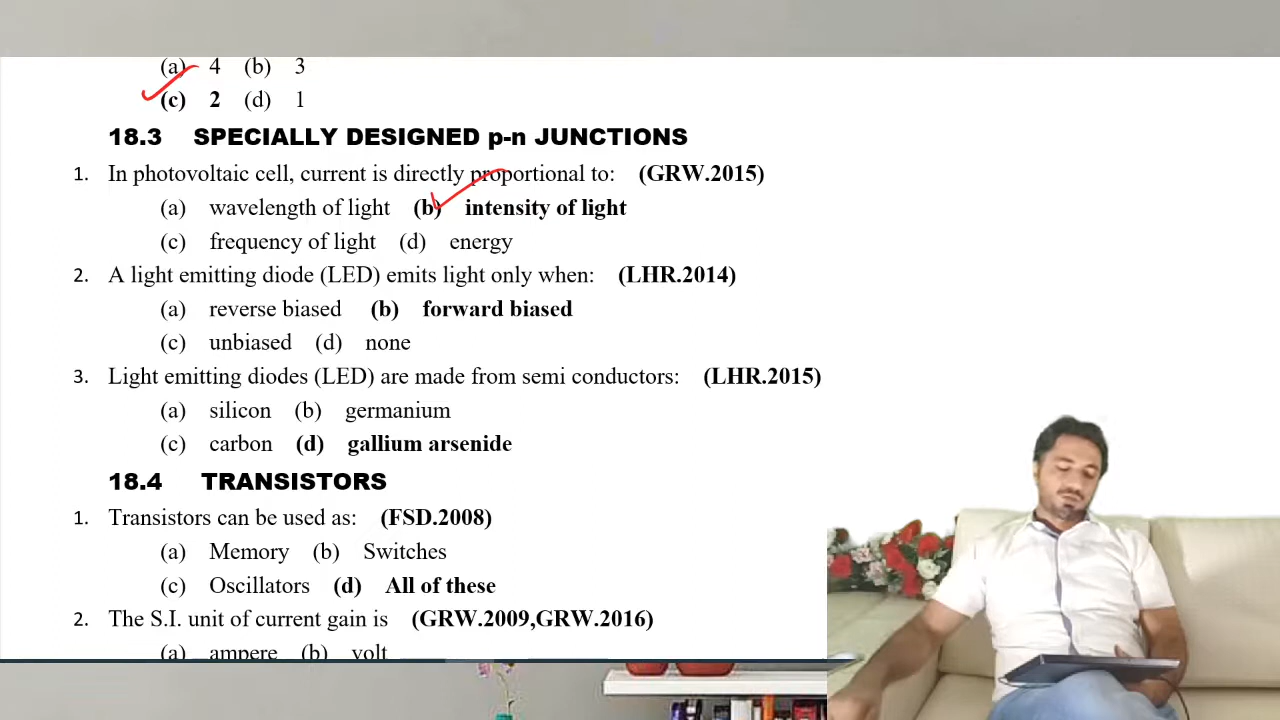 (a) 4 (b) 3
(c) 2 (d) 1
18.3 SPECIALLY DESIGNED p-n JUNCTIONS
1. In photovoltaic cell, current is directly proportional to: (GRW.2015)
(a) wavelength of light (b) intensity of light
(c) frequency of light (d) energy
2. A light emitting diode (LED) emits light only when: (LHR.2014)
(a) reverse biased (b) forward biased
(c) unbiased (d) none
3. Light emitting diodes (LED) are made from semi conductors: (LHR.2015)
(a) silicon (b) germanium
(c) carbon (d) gallium arsenide
18.4 TRANSISTORS
1. Transistors can be used as: (FSD.2008)
(a) Memory (b) Switches
(c) Oscillators (d) All of these
2. The S.I. unit of current gain is (GRW.2009,GRW.2016)
(a) ampere (b) volt